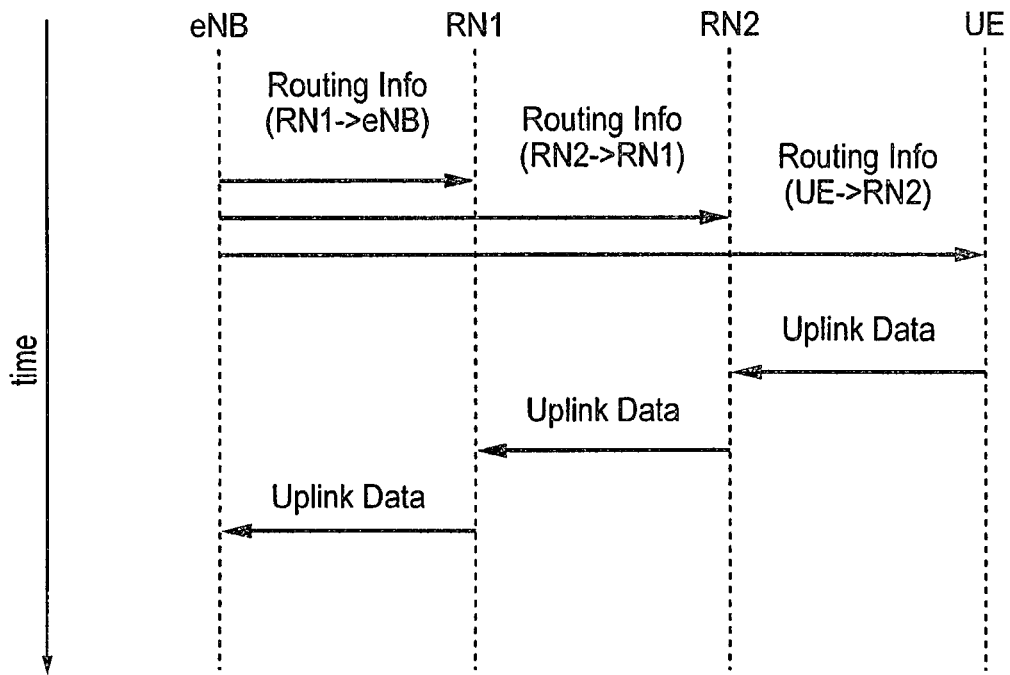 eNB
RN1
RN2
UE
Routing Info
(RN1->eNB)
Routing Info
(RN2->RN1)
Routing Info
(UE->RN2)
time
Uplink Data
Uplink Data
Uplink Data